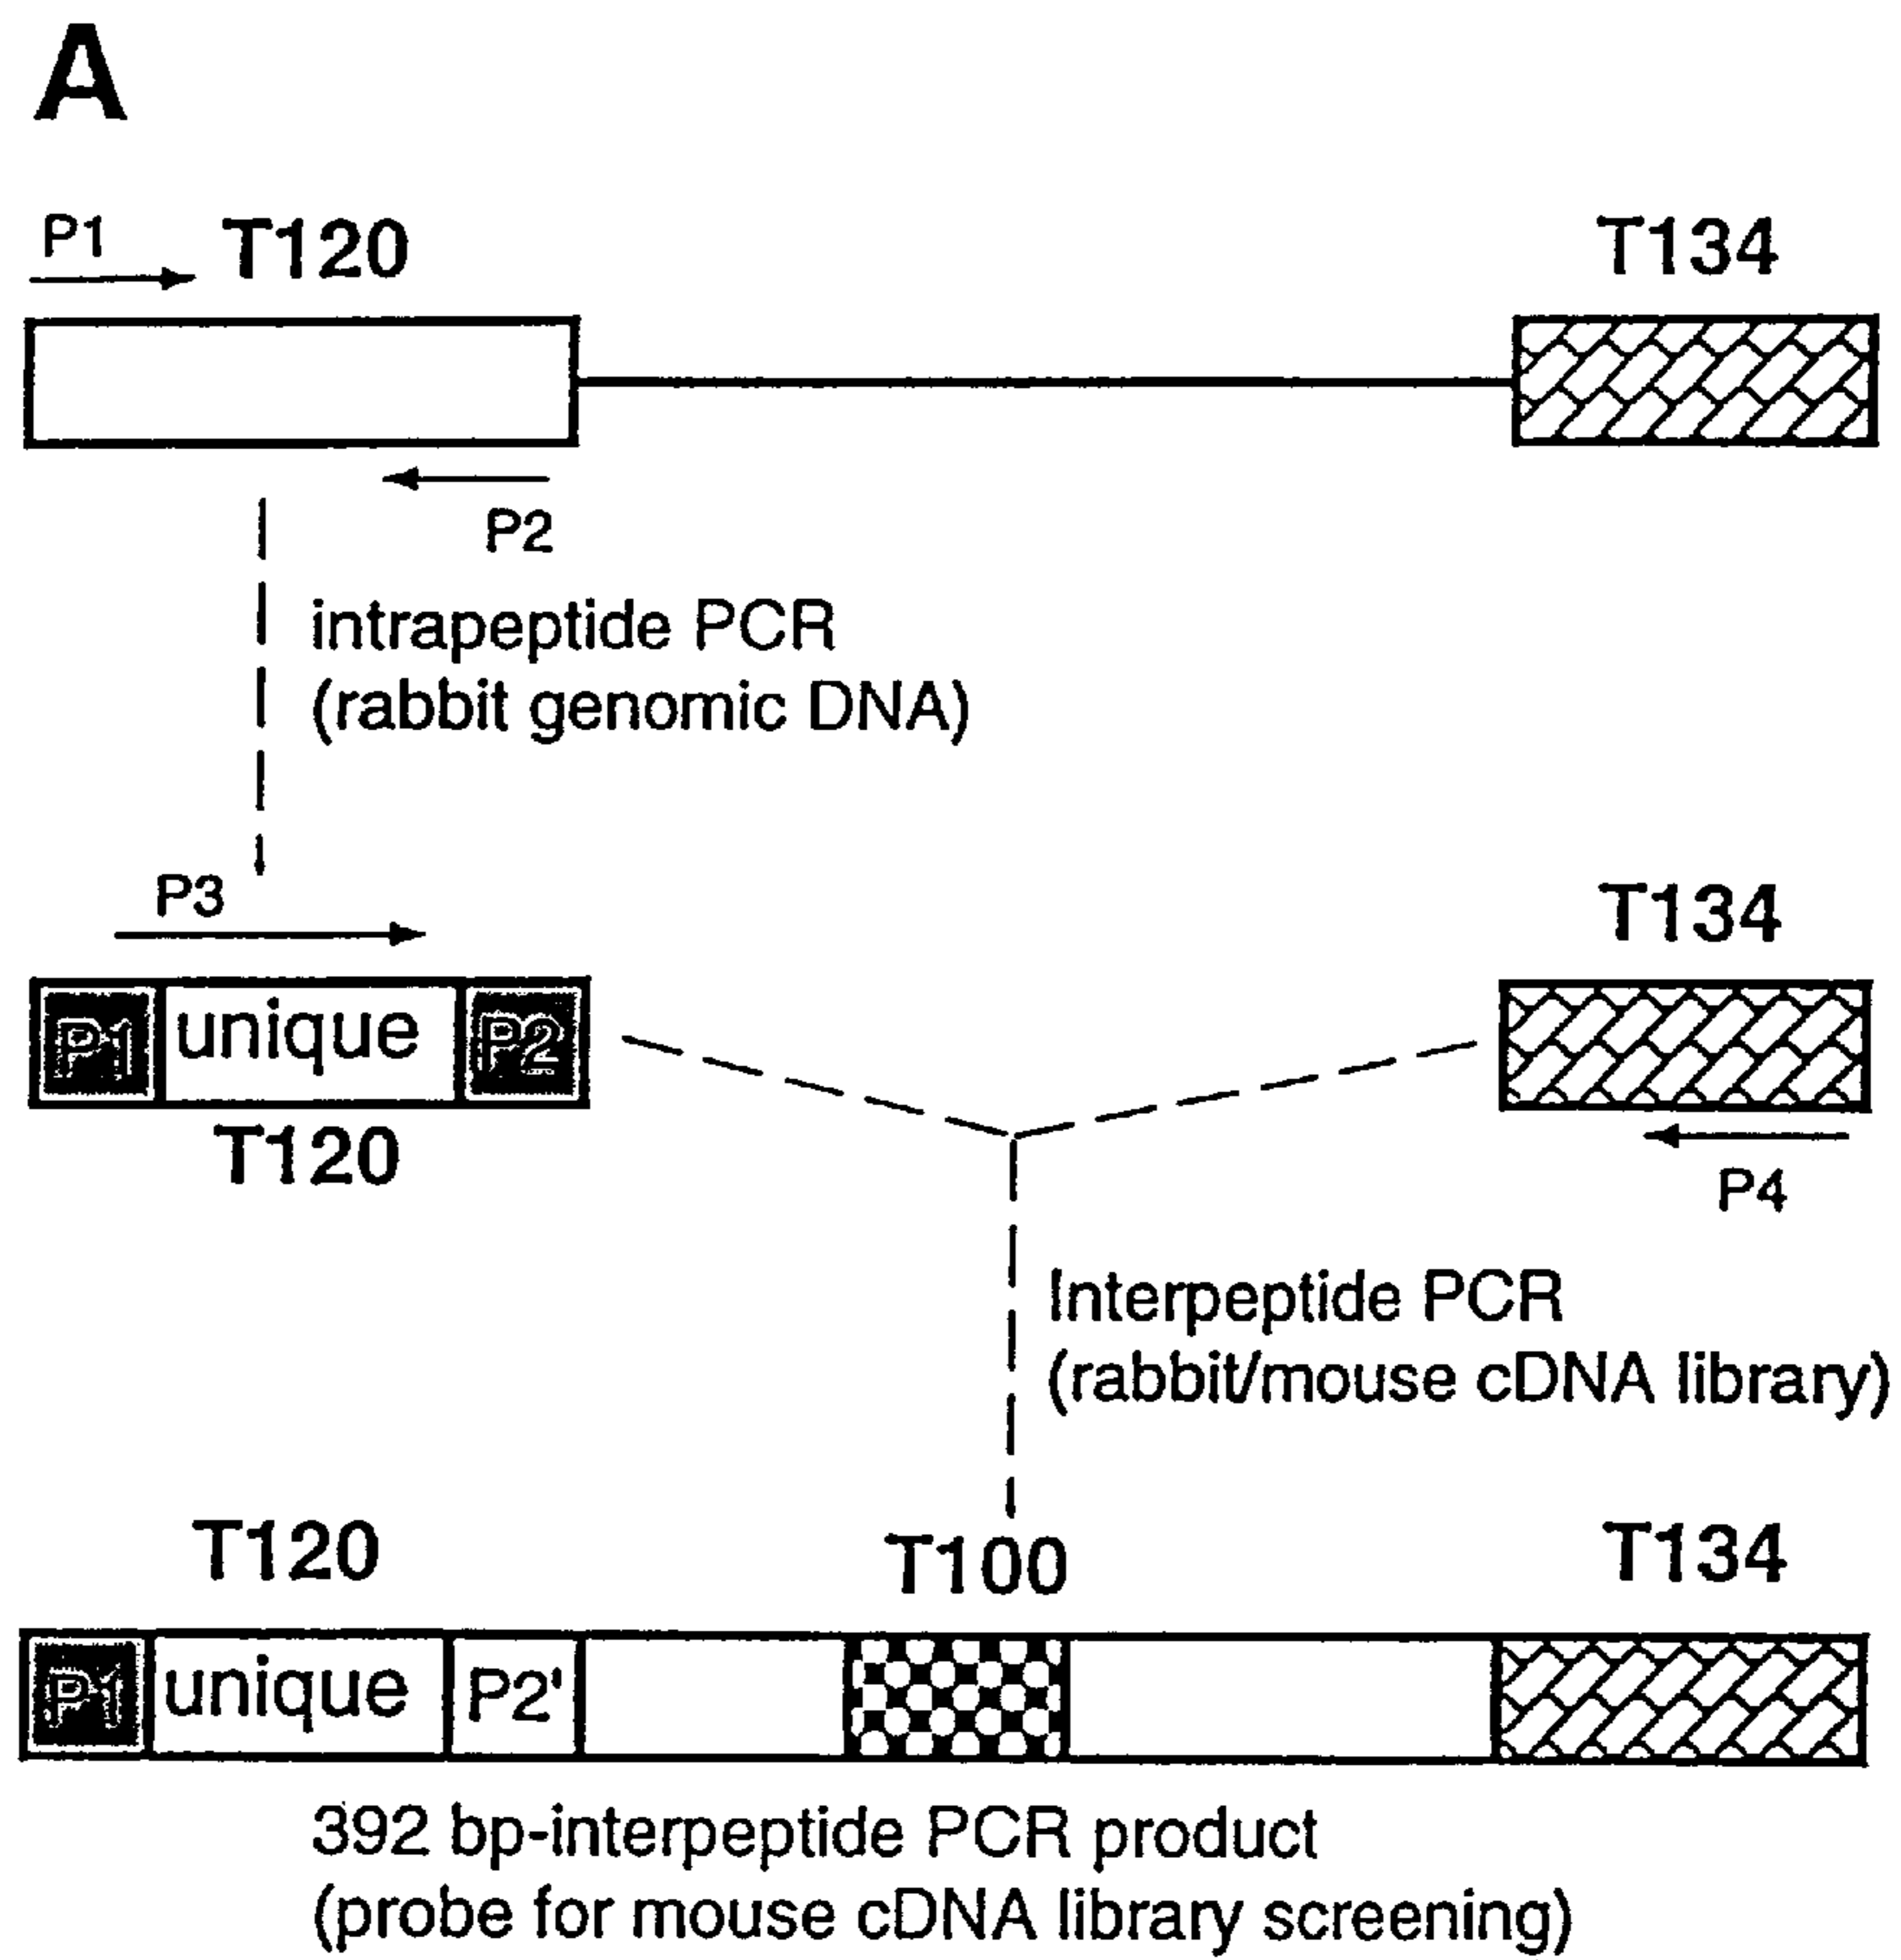 A
P1 T120 T134
P2
intrapeptide PCR
(rabbit genomic DNA)
P3 T134
P1 unique P2
T120
P4
Interpeptide PCR
(rabbit/mouse cDNA library)
T120 T100 T134
P1 unique P2'
392 bp-interpeptide PCR product
(probe for mouse cDNA library screening)